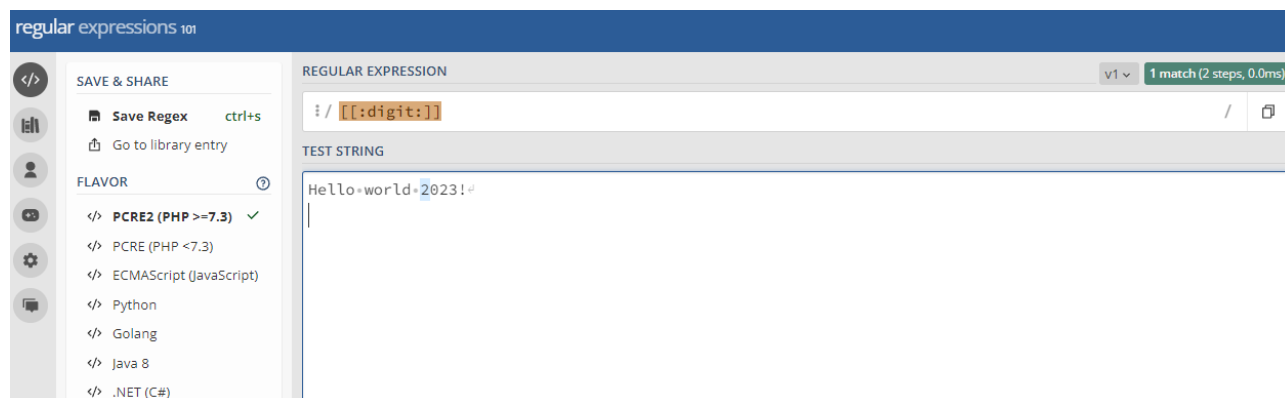 regular expressions 101
SAVE & SHARE
Save Regex ctrl+s
Go to library entry
FLAVOR
</> PCRE2 (PHP >=7.3)
</> PCRE (PHP <7.3)
</> ECMAScript (JavaScript)
</> Python
</> Golang
</> Java 8
</> .NET (C#)
REGULAR EXPRESSION
v1 1 match (2 steps, 0.0ms)
/ [[:digit:]] /
TEST STRING
Hello·world·2023!